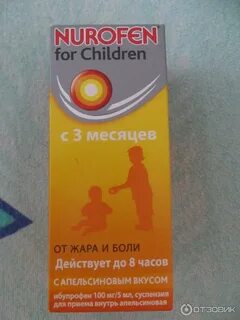 NUROFEN
for Children
с 3 месяцев
ОТ ЖАРА И БОЛИ
Действует до 8 часов
С АПЕЛЬСИНОВЫМ ВКУСОМ
ибупрофен 100 мг/5 мл, суспензия
для приема внутрь апельсиновая
ОТЗОВИК